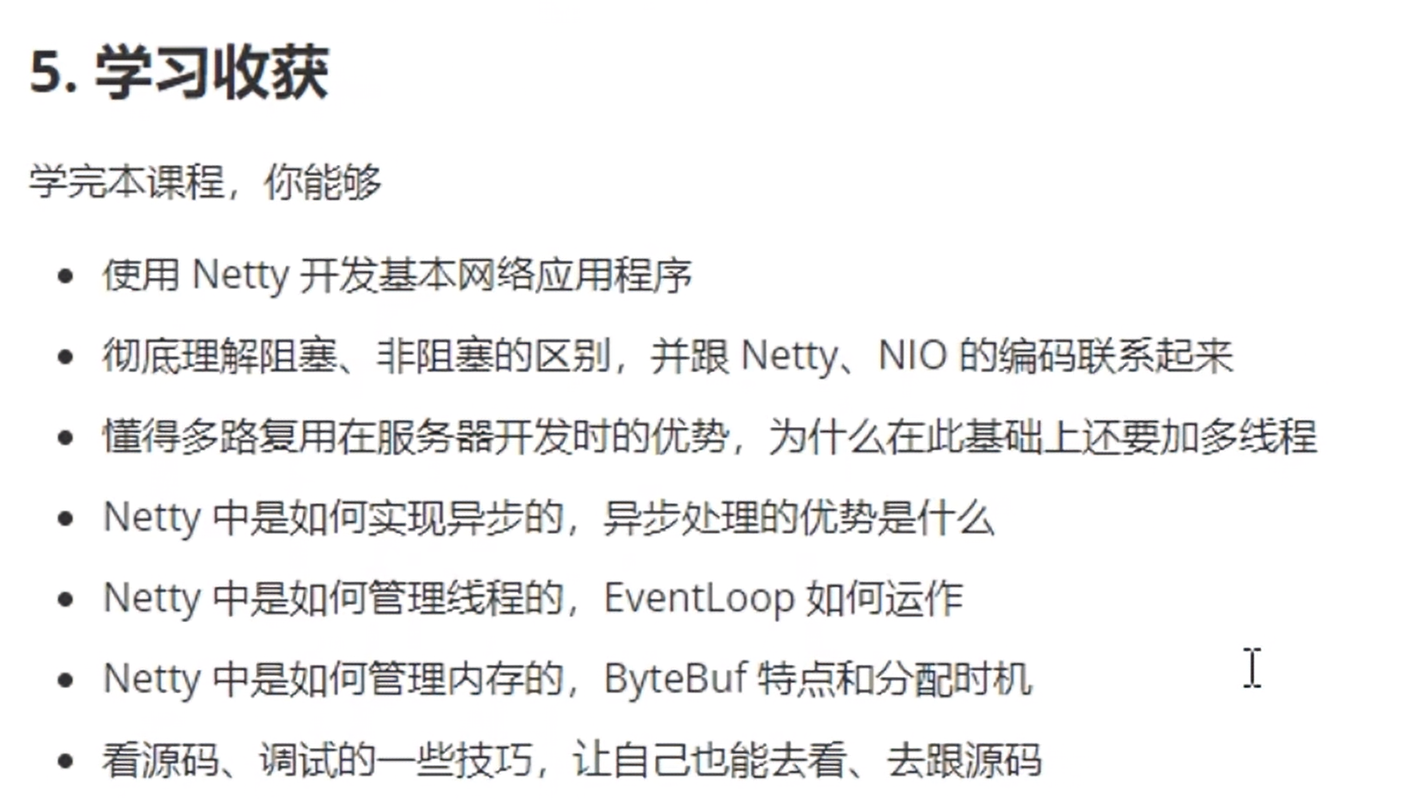 5. 学习收获
学完本课程，你能够
• 使用 Netty 开发基本网络应用程序
• 彻底理解阻塞、非阻塞的区别，并跟 Netty、NIO 的编码联系起来
• 懂得多路复用在服务器开发时的优势，为什么在此基础上还要加多线程
• Netty 中是如何实现异步的，异步处理的优势是什么
• Netty 中是如何管理线程的，EventLoop 如何运作
• Netty 中是如何管理内存的，ByteBuf 特点和分配时机
• 看源码、调试的一些技巧，让自己也能去看、去跟源码